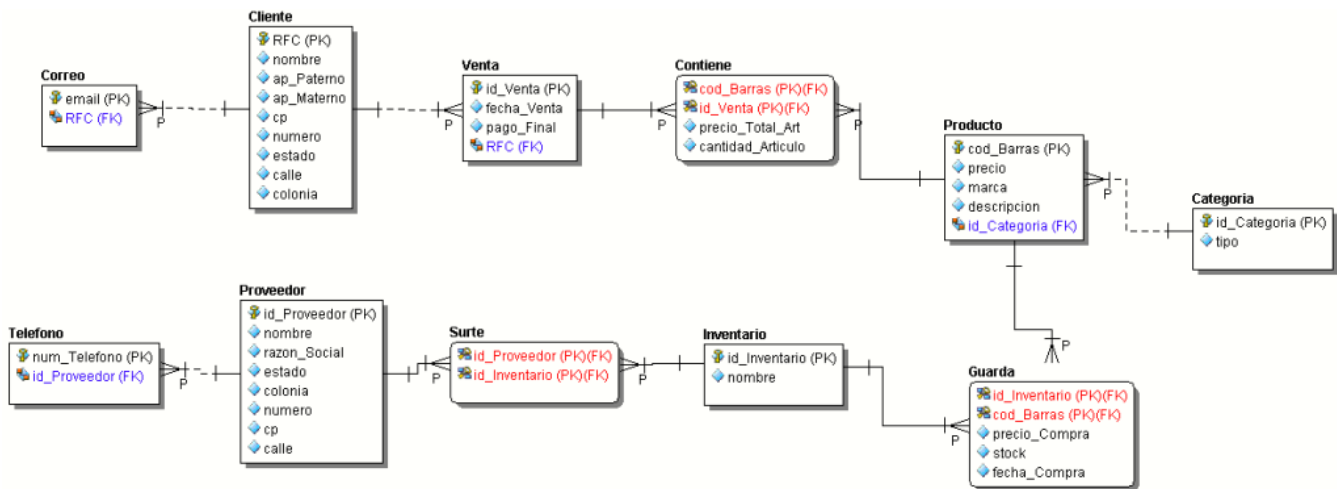 Cliente
RFC (PK)
nombre
ap_Paterno
ap_Materno
cp
numero
estado
calle
colonia
Correo
email (PK)
RFC (FK)
P
Venta
id_Venta (PK)
fecha_Venta
pago_Final
RFC (FK)
P
Contiene
cod_Barras (PK)(FK)
id_Venta (PK)(FK)
precio_Total_Art
cantidad_Articulo
P
P
Producto
cod_Barras (PK)
precio
marca
descripcion
id_Categoria (FK)
P
Categoria
id_Categoria (PK)
tipo
Proveedor
id_Proveedor (PK)
nombre
razon_Social
estado
colonia
numero
cp
calle
Telefono
num_Telefono (PK)
id_Proveedor (FK)
P
Surte
id_Proveedor (PK)(FK)
id_Inventario (PK)(FK)
P
P
Inventario
id_Inventario (PK)
nombre
P
Guarda
id_Inventario (PK)(FK)
cod_Barras (PK)(FK)
precio_Compra
stock
fecha_Compra
P